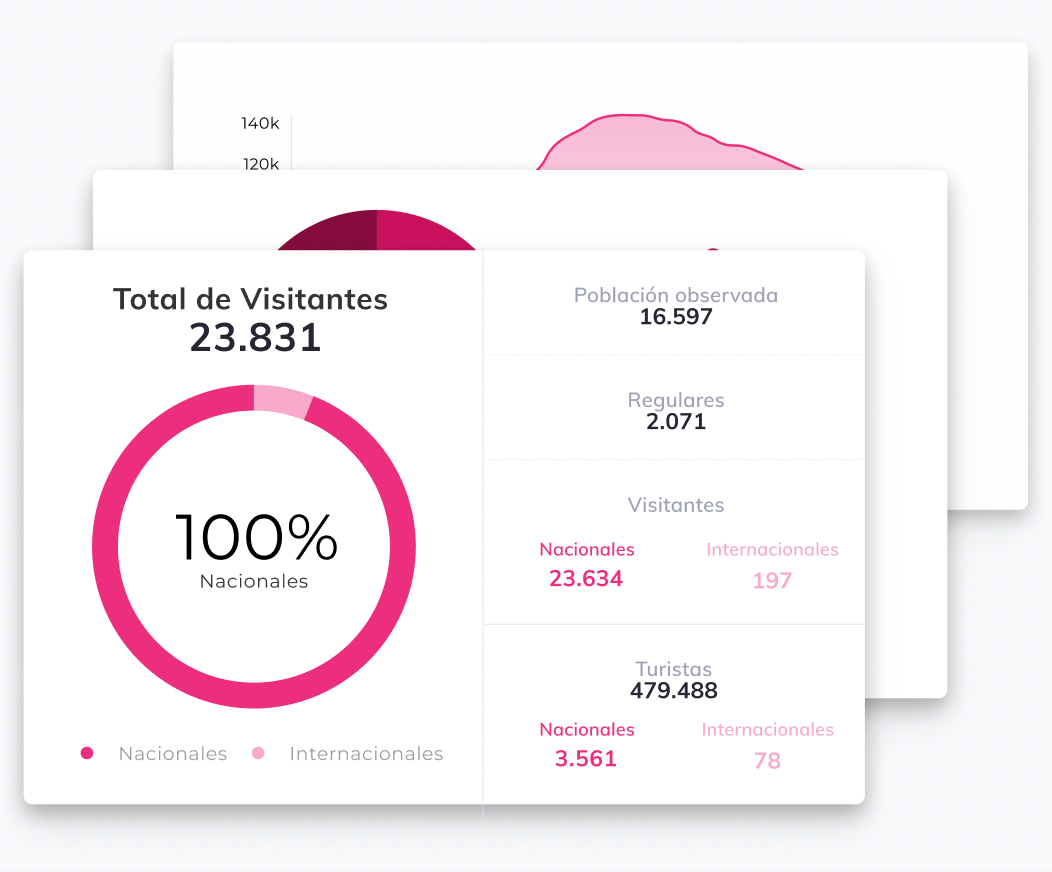 140k
120k
Total de Visitantes
23.831
100%
Nacionales
Nacionales
Internacionales
Población observada
16.597
Regulares
2.071
Visitantes
Nacionales Internacionales
23.634 197
Turistas
479.488
Nacionales Internacionales
3.561 78